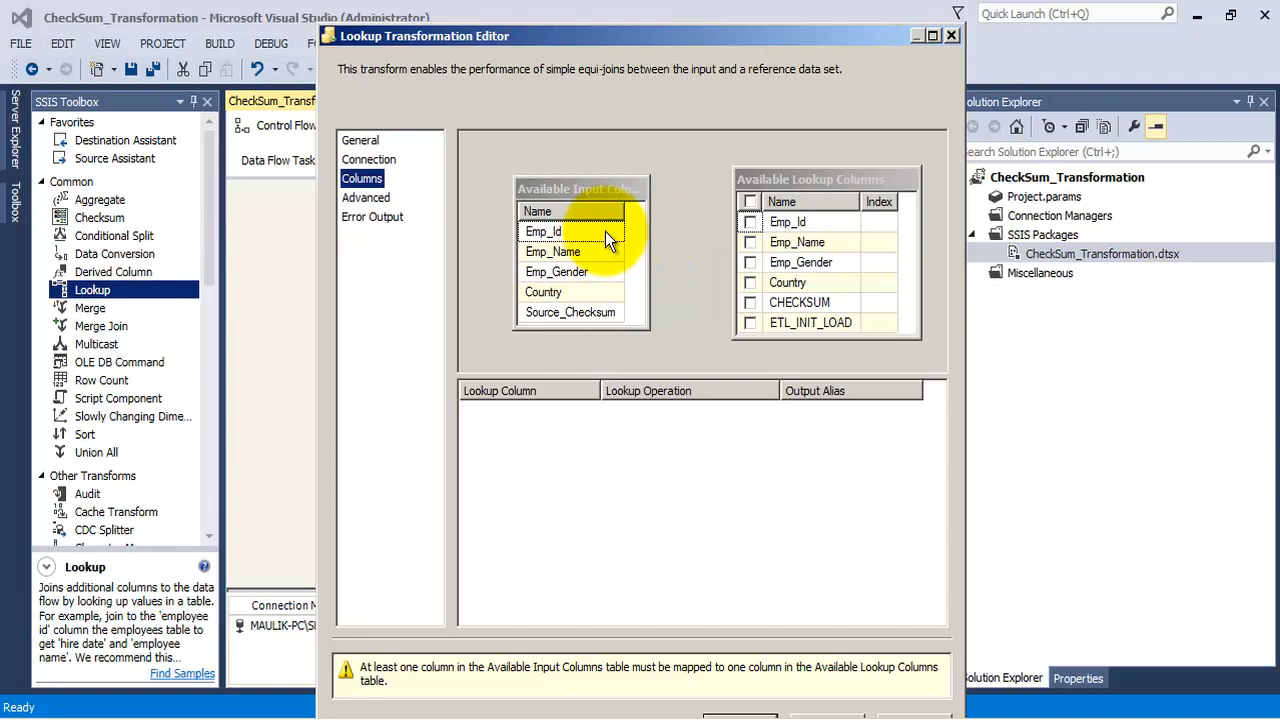 CheckSum_Transformation - Microsoft Visual Studio (Administrator)
Quick Launch (Ctrl+Q)
FILE EDIT VIEW PROJECT BUILD DEBUG
Lookup Transformation Editor
This transform enables the performance of simple equi-joins between the input and a reference data set.
Server Explorer
Toolbox
SSIS Toolbox
Favorites
Destination Assistant
Source Assistant
Common
Aggregate
Checksum
Conditional Split
Data Conversion
Derived Column
Lookup
Merge
Merge Join
Multicast
OLE DB Command
Row Count
Script Component
Slowly Changing Dime...
Sort
Union All
Other Transforms
Audit
Cache Transform
CDC Splitter
Lookup
Joins additional columns to the data
flow by looking up values in a table.
For example, join to the 'employee
id' column the employees table to
get 'hire date' and 'employee
name'. We recommend this...
Find Samples
CheckSum_Transf
Control Flow
Data Flow Task
Connection M
MAULIK-PC\S
General
Connection
Columns
Advanced
Error Output
Available Input Colu...
Name
Emp_Id
Emp_Name
Emp_Gender
Country
Source_Checksum
Available Lookup Columns
Name Index
Emp_Id
Emp_Name
Emp_Gender
Country
CHECKSUM
ETL_INIT_LOAD
Lookup Column Lookup Operation Output Alias
At least one column in the Available Input Columns table must be mapped to one column in the Available Lookup Columns
table.
olution Explorer
Search Solution Explorer (Ctrl+;)
CheckSum_Transformation
Project.params
Connection Managers
SSIS Packages
CheckSum_Transformation.dtsx
Miscellaneous
olution Explorer Properties
Ready